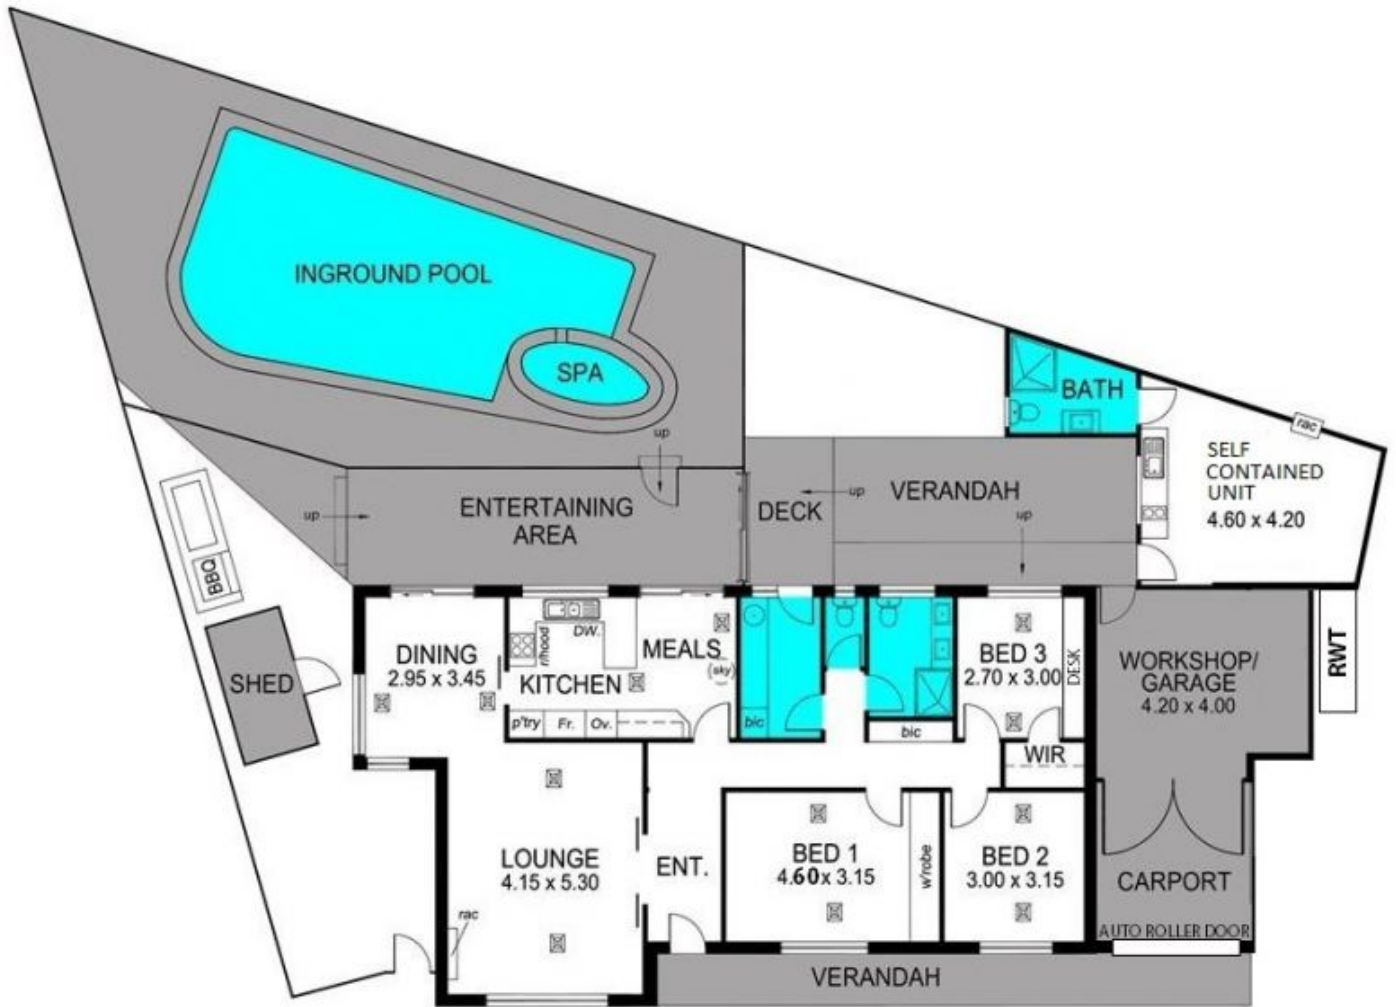 INGROUND POOL
SPA
up
BATH
rac
SELF
CONTAINED
UNIT
4.60 x 4.20
ENTERTAINING
AREA
up
DECK
up
VERANDAH
up
BBQ
SHED
DINING
2.95 x 3.45
r/hood
DW.
MEALS
(sky)
KITCHEN
p'try
Fr.
Ov.
bic
bic
BED 3
2.70 x 3.00
DESK
WIR
WORKSHOP/
GARAGE
4.20 x 4.00
RWT
LOUNGE
4.15 x 5.30
rac
ENT.
BED 1
4.60 x 3.15
w'robe
BED 2
3.00 x 3.15
CARPORT
AUTO ROLLER DOOR
VERANDAH